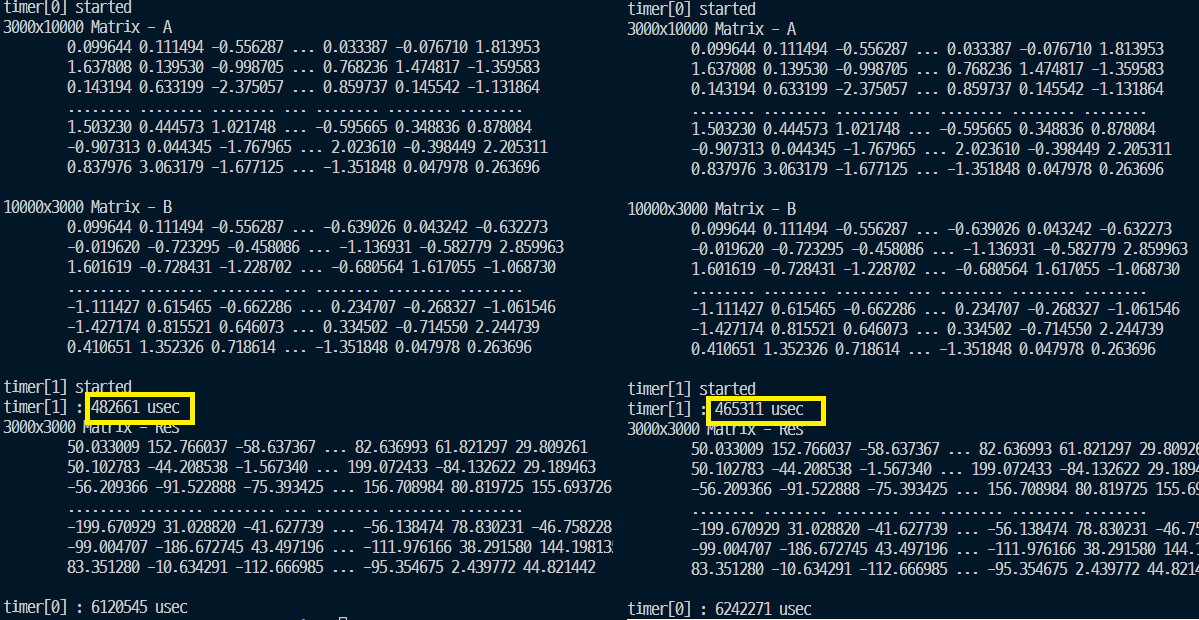 timer[0] started
3000x10000 Matrix - A
0.099644 0.111494 -0.556287 ... 0.033387 -0.076710 1.813953
1.637808 0.139530 -0.998705 ... 0.768236 1.474817 -1.359583
0.143194 0.633199 -2.375057 ... 0.859737 0.145542 -1.131864
........ ........ ........ ... ........ ........ ........
1.503230 0.444573 1.021748 ... -0.595665 0.348836 0.878084
-0.907313 0.044345 -1.767965 ... 2.023610 -0.398449 2.205311
0.837976 3.063179 -1.677125 ... -1.351848 0.047978 0.263696
10000x3000 Matrix - B
0.099644 0.111494 -0.556287 ... -0.639026 0.043242 -0.632273
-0.019620 -0.723295 -0.458086 ... -1.136931 -0.582779 2.859963
1.601619 -0.728431 -1.228702 ... -0.680564 1.617055 -1.068730
........ ........ ........ ... ........ ........ ........
-1.111427 0.615465 -0.662286 ... 0.234707 -0.268327 -1.061546
-1.427174 0.815521 0.646073 ... 0.334502 -0.714550 2.244739
0.410651 1.352326 0.718614 ... -1.351848 0.047978 0.263696
timer[1] started
timer[1] : 482661 usec
3000x3000 Matrix - Res
50.033009 152.766037 -58.637367 ... 82.636993 61.821297 29.809261
50.102783 -44.208538 -1.567340 ... 199.072433 -84.132622 29.189463
-56.209366 -91.522888 -75.393425 ... 156.708984 80.819725 155.693726
........ ........ ........ ... ........ ........ ........
-199.670929 31.028820 -41.627739 ... -56.138474 78.830231 -46.758228
-99.004707 -186.672745 43.497196 ... -111.976166 38.291580 144.198135
83.351280 -10.634291 -112.666985 ... -95.354675 2.439772 44.821442
timer[0] : 6120545 usec
timer[0] started
3000x10000 Matrix - A
0.099644 0.111494 -0.556287 ... 0.033387 -0.076710 1.813953
1.637808 0.139530 -0.998705 ... 0.768236 1.474817 -1.359583
0.143194 0.633199 -2.375057 ... 0.859737 0.145542 -1.131864
........ ........ ........ ... ........ ........ ........
1.503230 0.444573 1.021748 ... -0.595665 0.348836 0.878084
-0.907313 0.044345 -1.767965 ... 2.023610 -0.398449 2.205311
0.837976 3.063179 -1.677125 ... -1.351848 0.047978 0.263696
10000x3000 Matrix - B
0.099644 0.111494 -0.556287 ... -0.639026 0.043242 -0.632273
-0.019620 -0.723295 -0.458086 ... -1.136931 -0.582779 2.859963
1.601619 -0.728431 -1.228702 ... -0.680564 1.617055 -1.068730
........ ........ ........ ... ........ ........ ........
-1.111427 0.615465 -0.662286 ... 0.234707 -0.268327 -1.061546
-1.427174 0.815521 0.646073 ... 0.334502 -0.714550 2.244739
0.410651 1.352326 0.718614 ... -1.351848 0.047978 0.263696
timer[1] started
timer[1] : 465311 usec
3000x3000 Matrix - Res
50.033009 152.766037 -58.637367 ... 82.636993 61.821297 29.80926
50.102783 -44.208538 -1.567340 ... 199.072433 -84.132622 29.1894
-56.209366 -91.522888 -75.393425 ... 156.708984 80.819725 155.69
........ ........ ........ ... ........ ........ ........
-199.670929 31.028820 -41.627739 ... -56.138474 78.830231 -46.75
-99.004707 -186.672745 43.497196 ... -111.976166 38.291580 144.1
83.351280 -10.634291 -112.666985 ... -95.354675 2.439772 44.8214
timer[0] : 6242271 usec